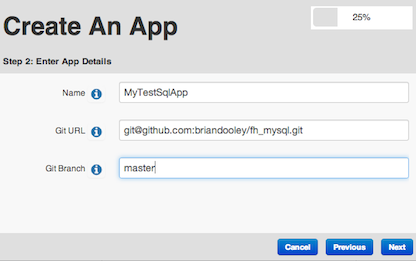 Create An App
25%
Step 2: Enter App Details
Name i MyTestSqlApp
Git URL i git@github.com:briandooley/fh_mysql.git
Git Branch i master
Cancel Previous Next